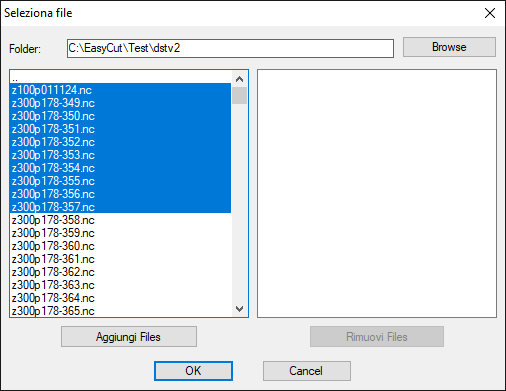 Seleziona file
Folder: C:\EasyCut\Test\dstv2 Browse
..
z100p011124.nc
z300p178-349.nc
z300p178-350.nc
z300p178-351.nc
z300p178-352.nc
z300p178-353.nc
z300p178-354.nc
z300p178-355.nc
z300p178-356.nc
z300p178-357.nc
z300p178-358.nc
z300p178-359.nc
z300p178-360.nc
z300p178-361.nc
z300p178-362.nc
z300p178-363.nc
z300p178-364.nc
z300p178-365.nc
Aggiungi Files Rimuovi Files
OK Cancel